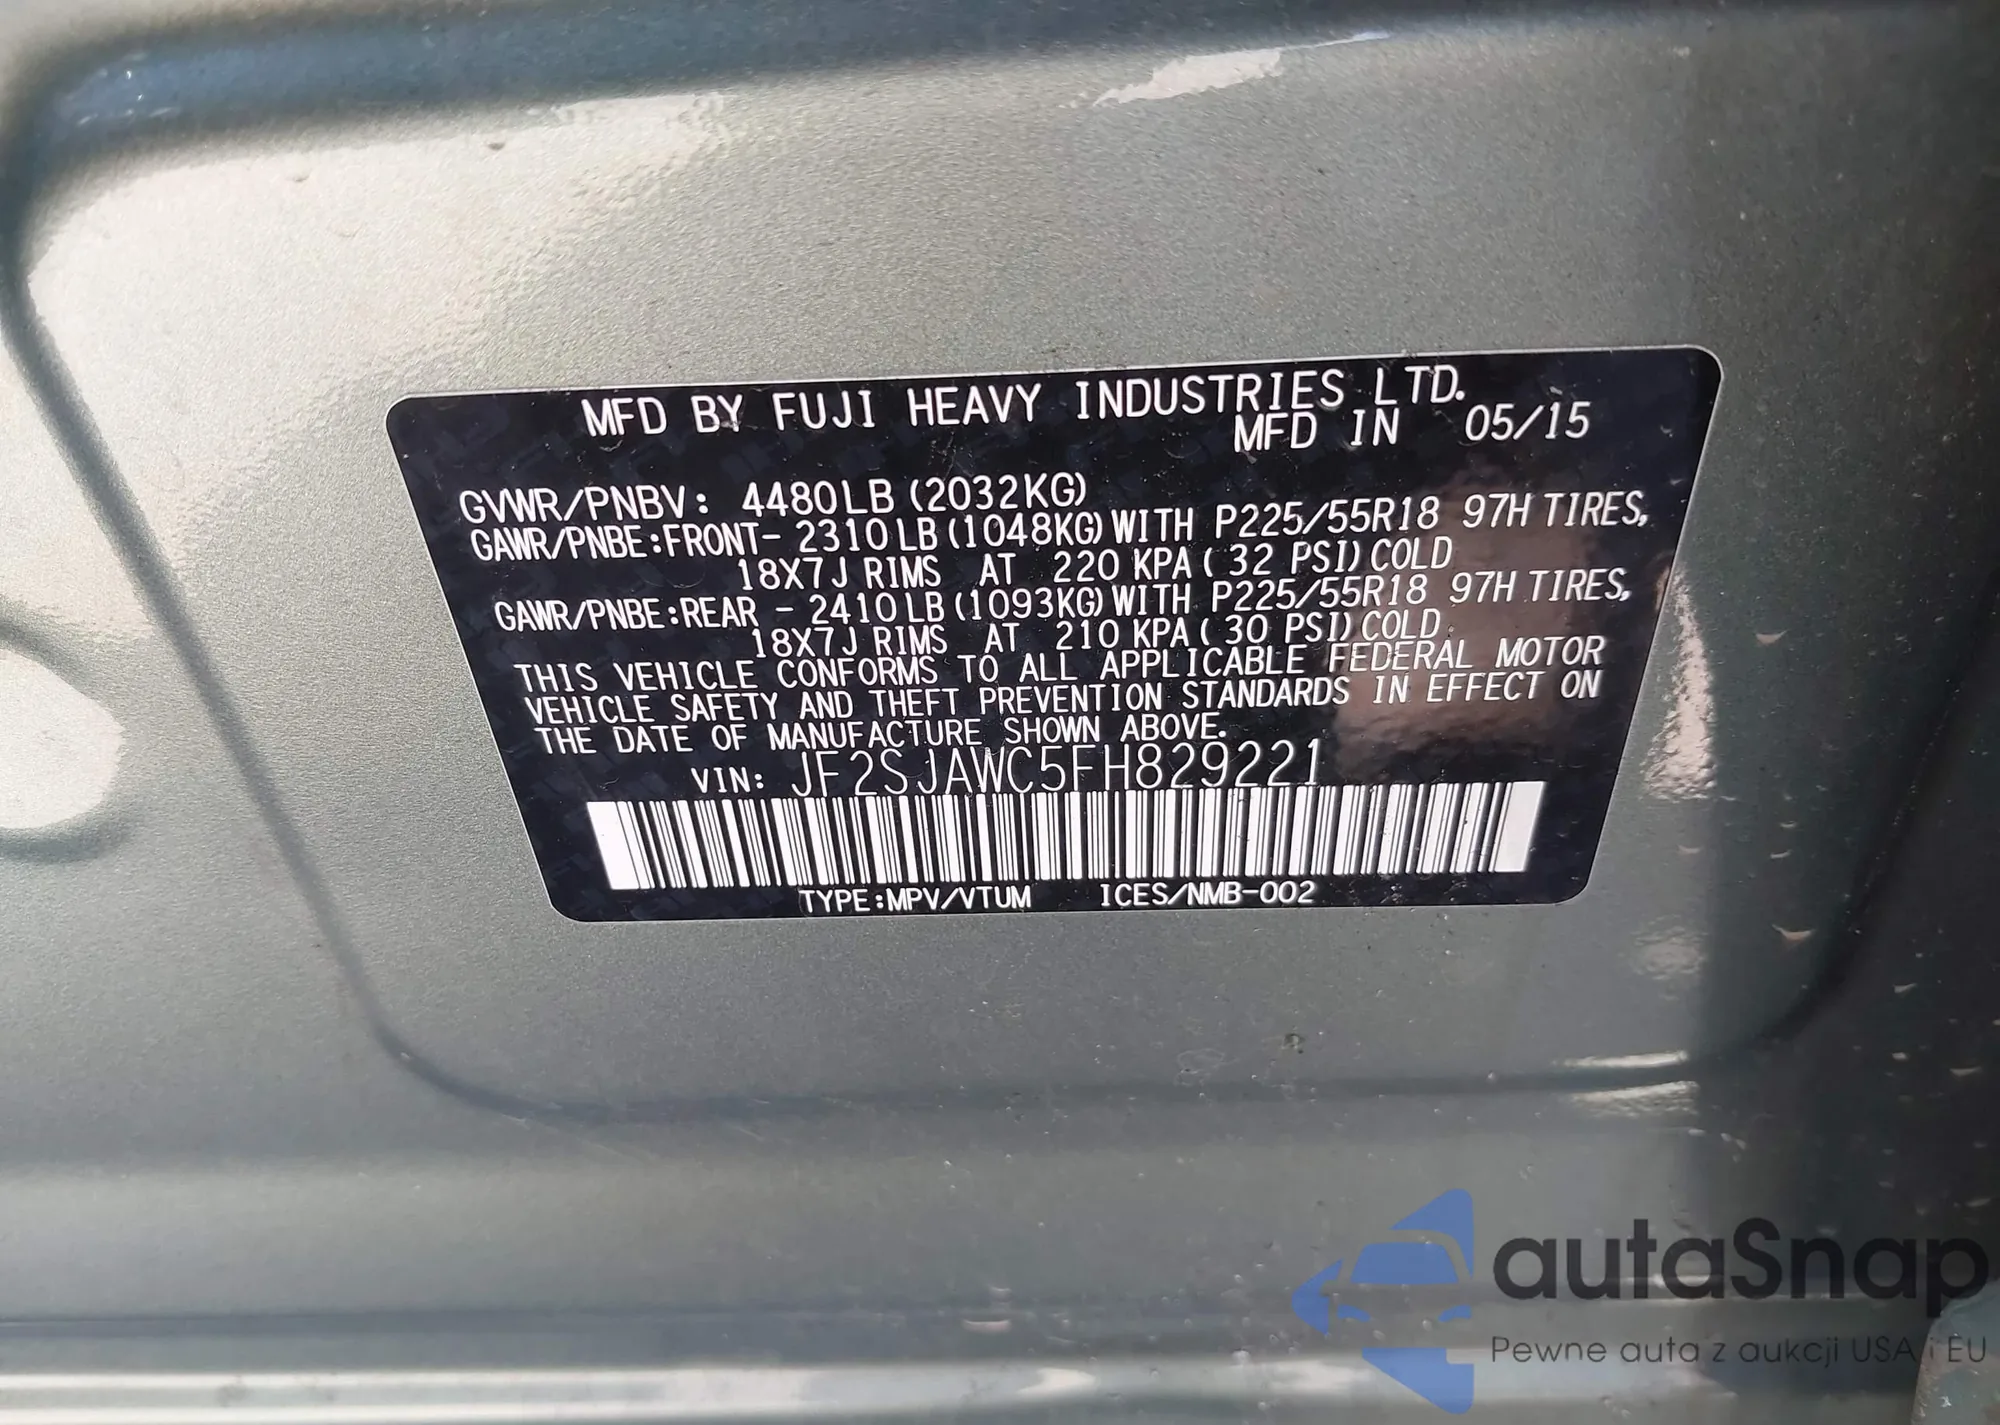 MFD BY FUJI HEAVY INDUSTRIES LTD.
MFD IN 05/15
GVWR/PNBV: 4480LB (2032KG)
GAWR/PNBE:FRONT- 2310LB (1048KG) WITH P225/55R18 97H TIRES,
18X7J RIMS AT 220 KPA ( 32 PSI) COLD
GAWR/PNBE:REAR - 2410LB (1093KG) WITH P225/55R18 97H TIRES,
18X7J RIMS AT 210 KPA ( 30 PSI) COLD
THIS VEHICLE CONFORMS TO ALL APPLICABLE FEDERAL MOTOR
VEHICLE SAFETY AND THEFT PREVENTION STANDARDS IN EFFECT ON
THE DATE OF MANUFACTURE SHOWN ABOVE.
VIN: JF2SJAWC5FH829221
TYPE:MPV/VTUM ICES/NMB-002
autaSnap
Pewne auta z aukcji USA i EU